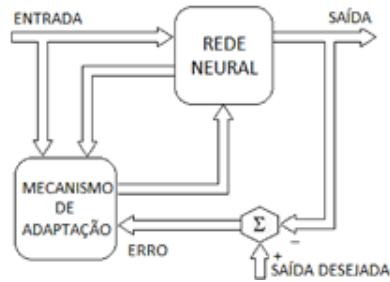 ENTRADA
SAÍDA
REDE
NEURAL
MECANISMO
DE
ADAPTAÇÃO
Σ
−
ERRO
+
SAÍDA DESEJADA